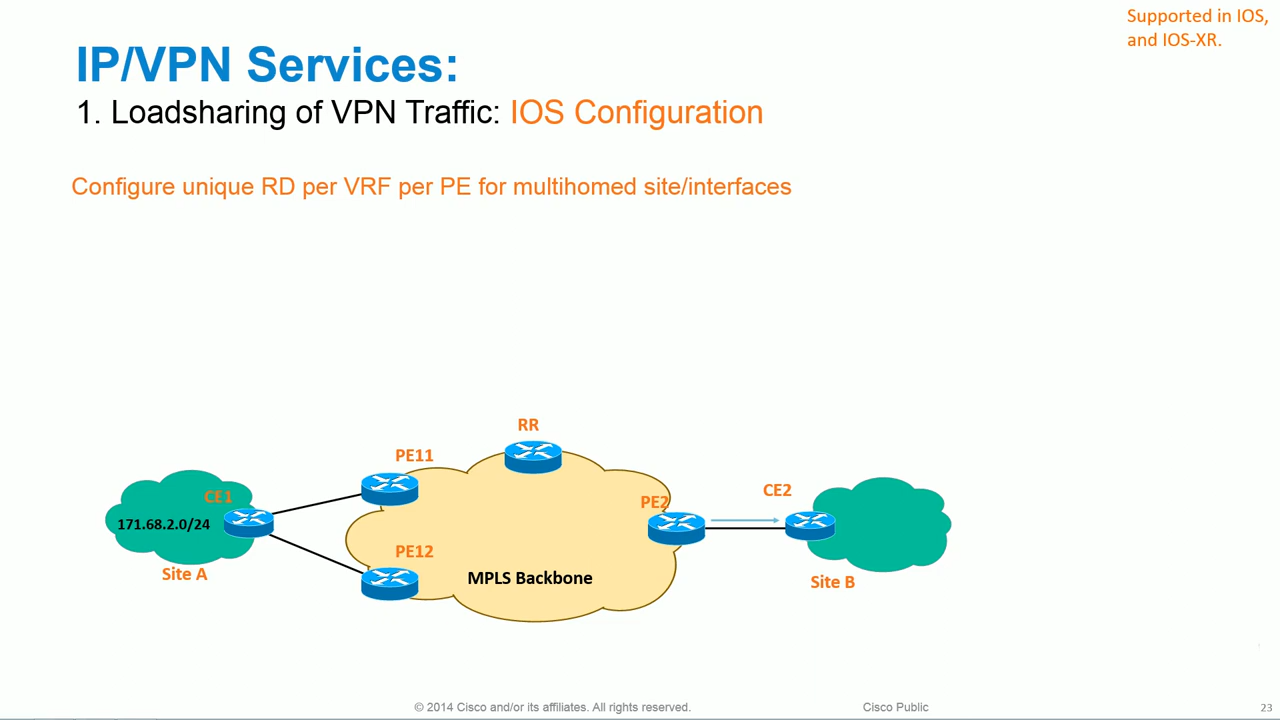 Supported in IOS,
and IOS-XR.
IP/VPN Services:
1. Loadsharing of VPN Traffic: IOS Configuration
Configure unique RD per VRF per PE for multihomed site/interfaces
RR
PE11
CE1
171.68.2.0/24
Site A
PE12
MPLS Backbone
PE2
CE2
Site B
© 2014 Cisco and/or its affiliates. All rights reserved.
Cisco Public
23